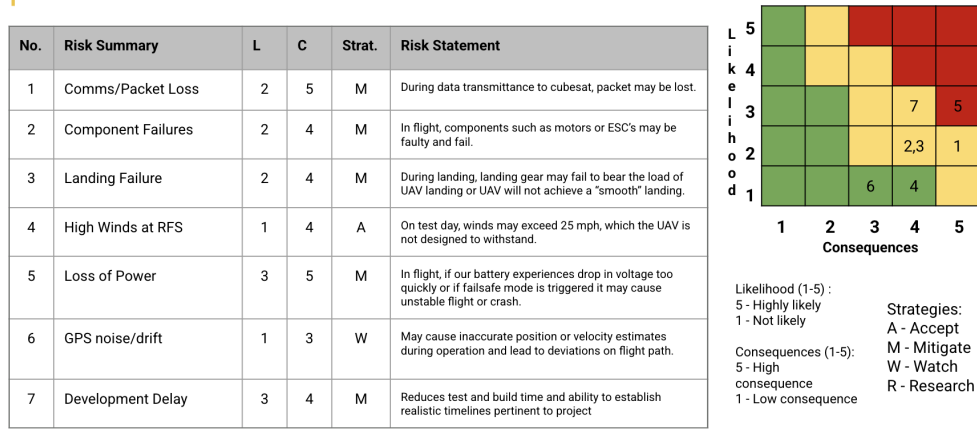 No. Risk Summary L C Strat. Risk Statement
1 Comms/Packet Loss 2 5 M During data transmittance to cubesat, packet may be lost.
2 Component Failures 2 4 M In flight, components such as motors or ESC's may be
faulty and fail.
3 Landing Failure 2 4 M During landing, landing gear may fail to bear the load of
UAV landing or UAV will not achieve a "smooth" landing.
4 High Winds at RFS 1 4 A On test day, winds may exceed 25 mph, which the UAV is
not designed to withstand.
5 Loss of Power 3 5 M In flight, if our battery experiences drop in voltage too
quickly or if failsafe mode is triggered it may cause
unstable flight or crash.
6 GPS noise/drift 1 3 W May cause inaccurate position or velocity estimates
during operation and lead to deviations on flight path.
7 Development Delay 3 4 M Reduces test and build time and ability to establish
realistic timelines pertinent to project
Likelihood
5
4
3 7 5
2 2,3 1
1 6 4
1 2 3 4 5
Consequences
Likelihood (1-5) :
5 - Highly likely
1 - Not likely
Consequences (1-5):
5 - High
consequence
1 - Low consequence
Strategies:
A - Accept
M - Mitigate
W - Watch
R - Research